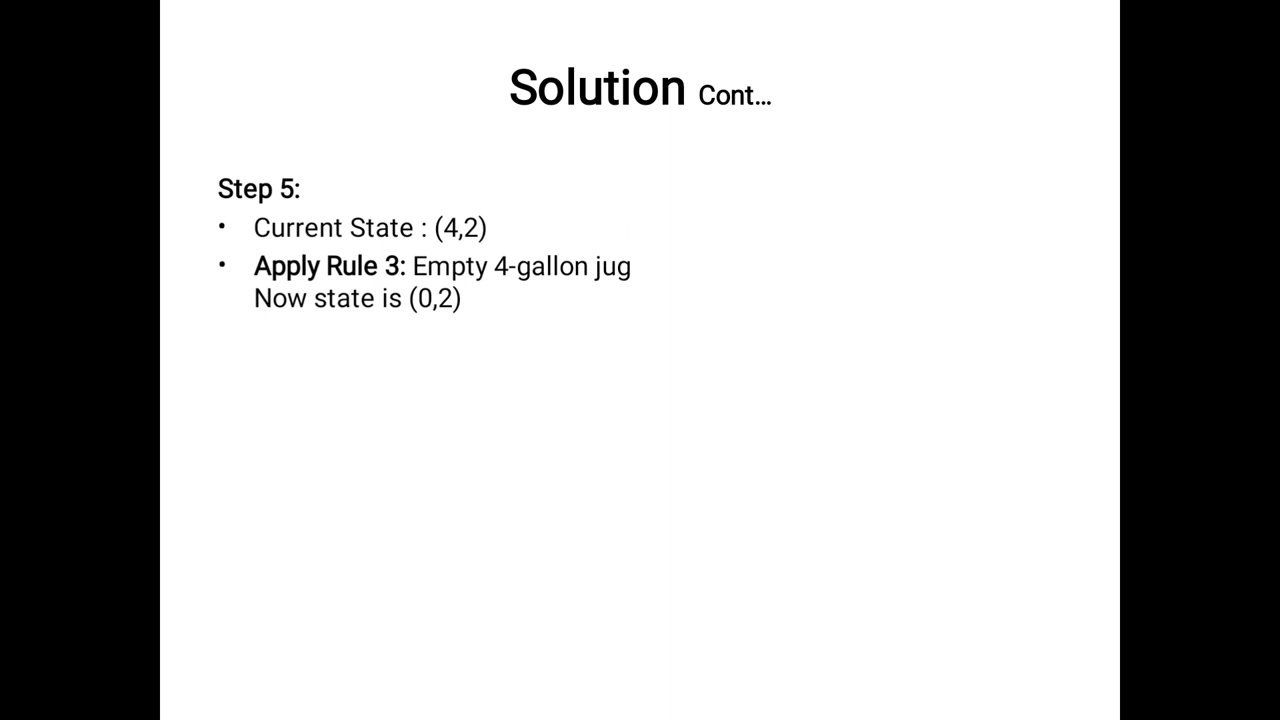 Solution Cont...
Step 5:
• Current State : (4,2)
• Apply Rule 3: Empty 4-gallon jug
Now state is (0,2)